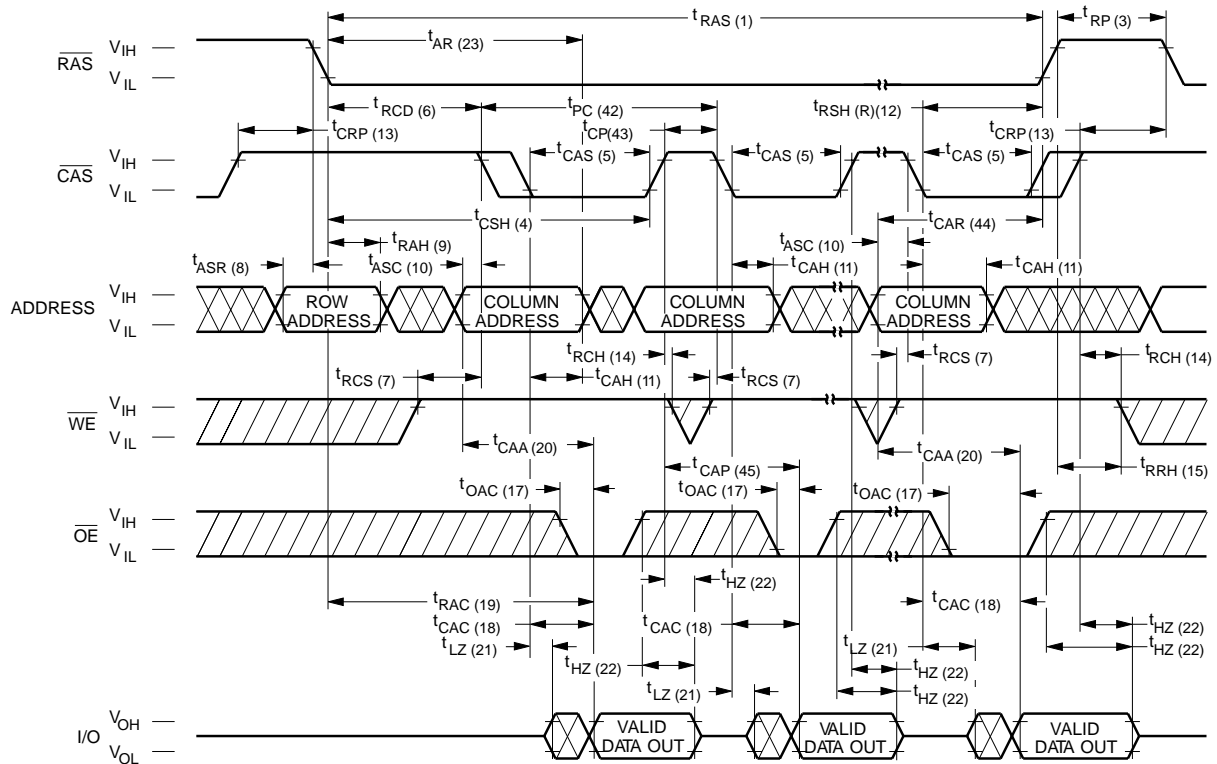 t RAS (1)
t RP (3)
t AR (23)
RAS
V IH
V IL
t RCD (6)
t PC (42)
t RSH (R)(12)
t CRP (13)
t CP(43)
t CRP (13)
CAS
V IH
V IL
t CAS (5)
t CAS (5)
t CAS (5)
t CSH (4)
t CAR (44)
t RAH (9)
t ASC (10)
t ASR (8)
t ASC (10)
t CAH (11)
t CAH (11)
ADDRESS
V IH
V IL
ROW ADDRESS
COLUMN ADDRESS
COLUMN ADDRESS
COLUMN ADDRESS
t RCH (14)
t RCS (7)
t RCH (14)
t RCS (7)
t CAH (11)
t RCS (7)
WE
V IH
V IL
t CAA (20)
t CAA (20)
t CAP (45)
t RRH (15)
t OAC (17)
t OAC (17)
t OAC (17)
OE
V IH
V IL
t HZ (22)
t RAC (19)
t CAC (18)
t CAC (18)
t CAC (18)
t HZ (22)
t LZ (21)
t LZ (21)
t HZ (22)
t HZ (22)
t HZ (22)
t LZ (21)
t HZ (22)
I/O
V OH
V OL
VALID DATA OUT
VALID DATA OUT
VALID DATA OUT